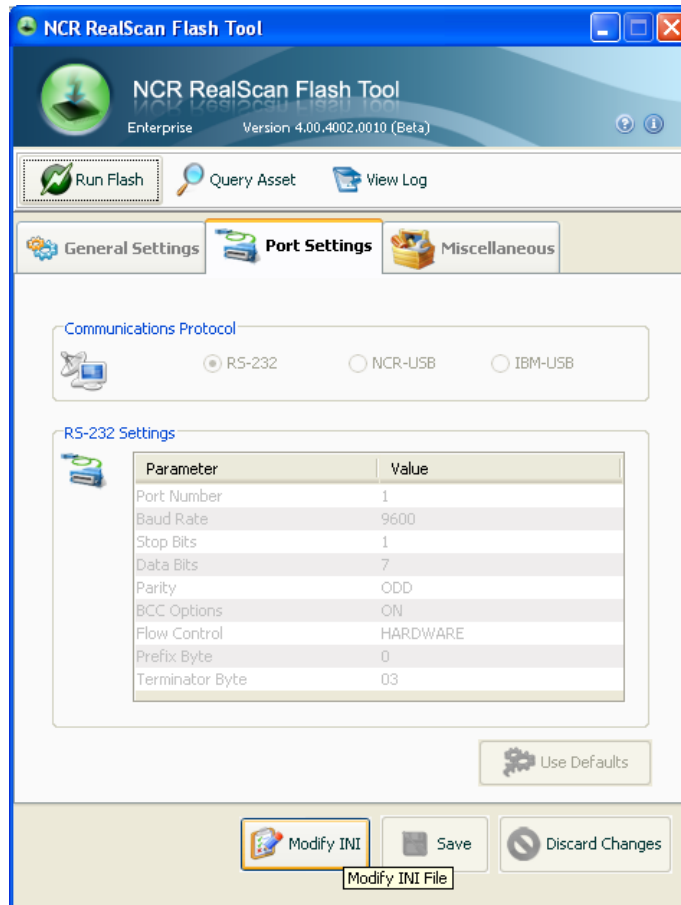 NCR RealScan Flash Tool
NCR RealScan Flash Tool
Enterprise Version 4.00.4002.0010 (Beta)
Run Flash Query Asset View Log
General Settings Port Settings Miscellaneous
Communications Protocol
RS-232 NCR-USB IBM-USB
RS-232 Settings
Parameter Value
Port Number 1
Baud Rate 9600
Stop Bits 1
Data Bits 7
Parity ODD
BCC Options ON
Flow Control HARDWARE
Prefix Byte 0
Terminator Byte 03
Use Defaults
Modify INI Save Discard Changes
Modify INI File